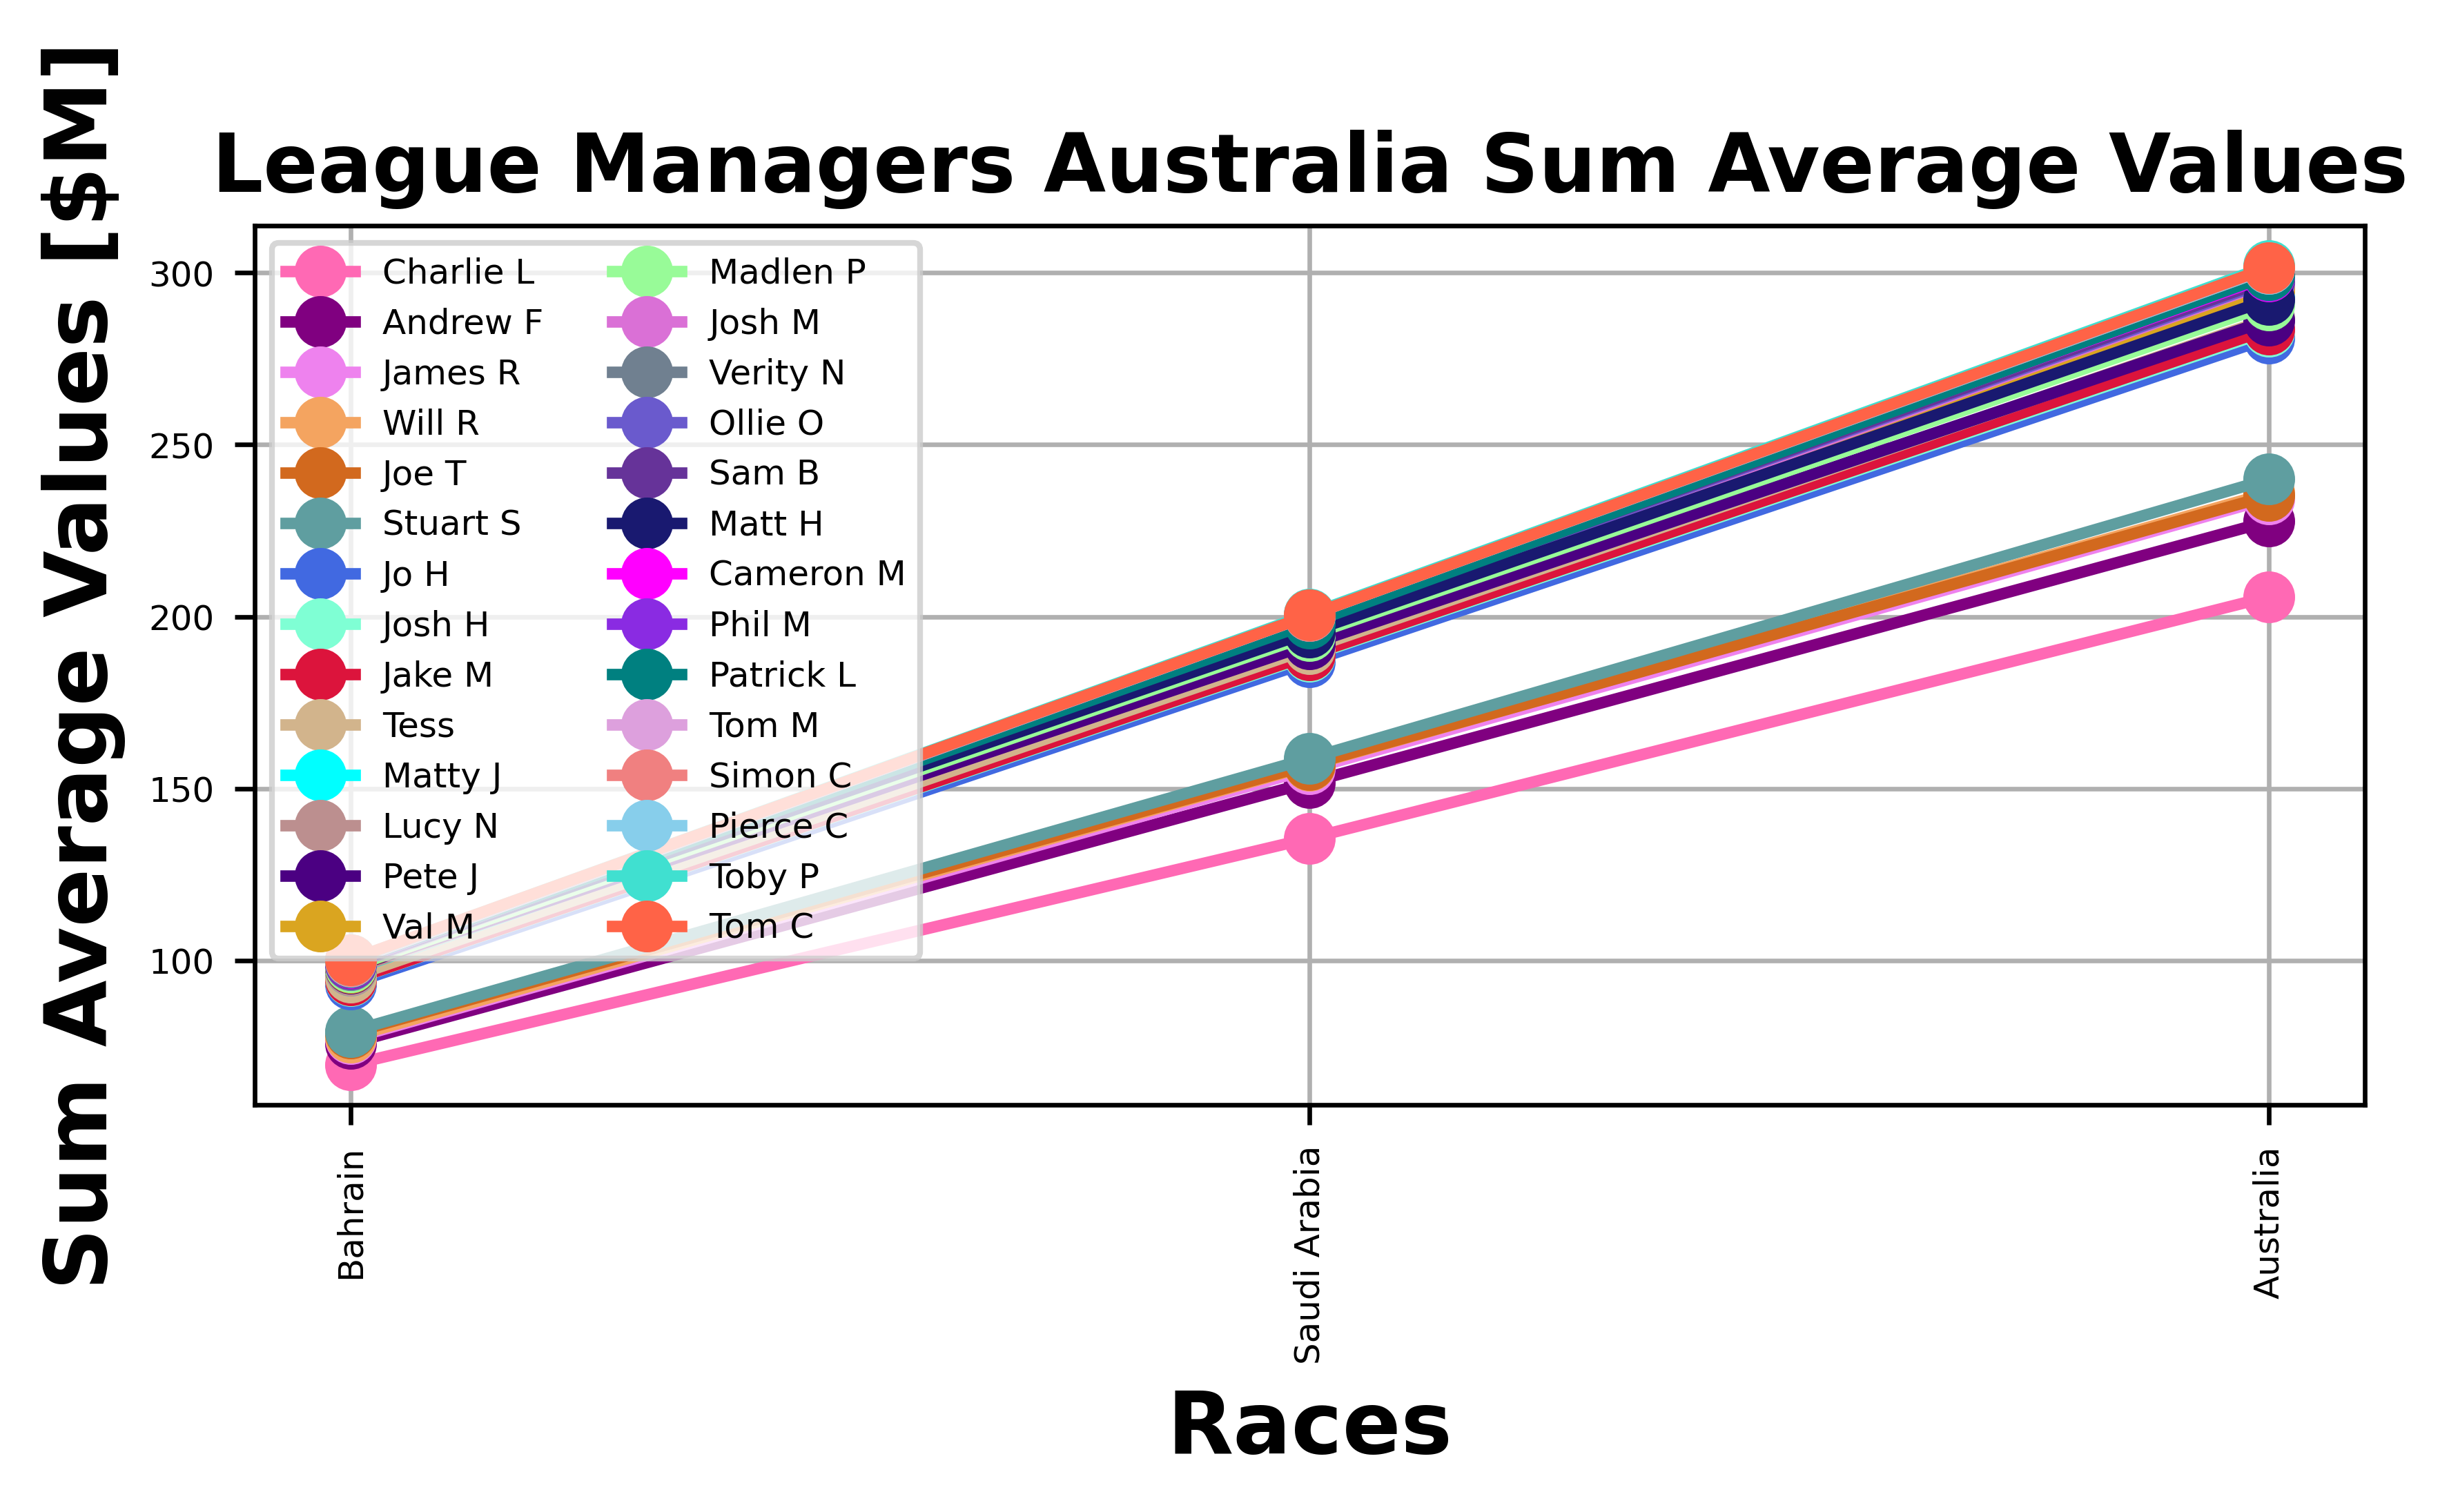 League Managers Australia Sum Average Values
Sum Average Values [$M]
300
250
200
150
100
Charlie L
Andrew F
James R
Will R
Joe T
Stuart S
Jo H
Josh H
Jake M
Tess
Matty J
Lucy N
Pete J
Val M
Madlen P
Josh M
Verity N
Ollie O
Sam B
Matt H
Cameron M
Phil M
Patrick L
Tom M
Simon C
Pierce C
Toby P
Tom C
Bahrain
Saudi Arabia
Australia
Races